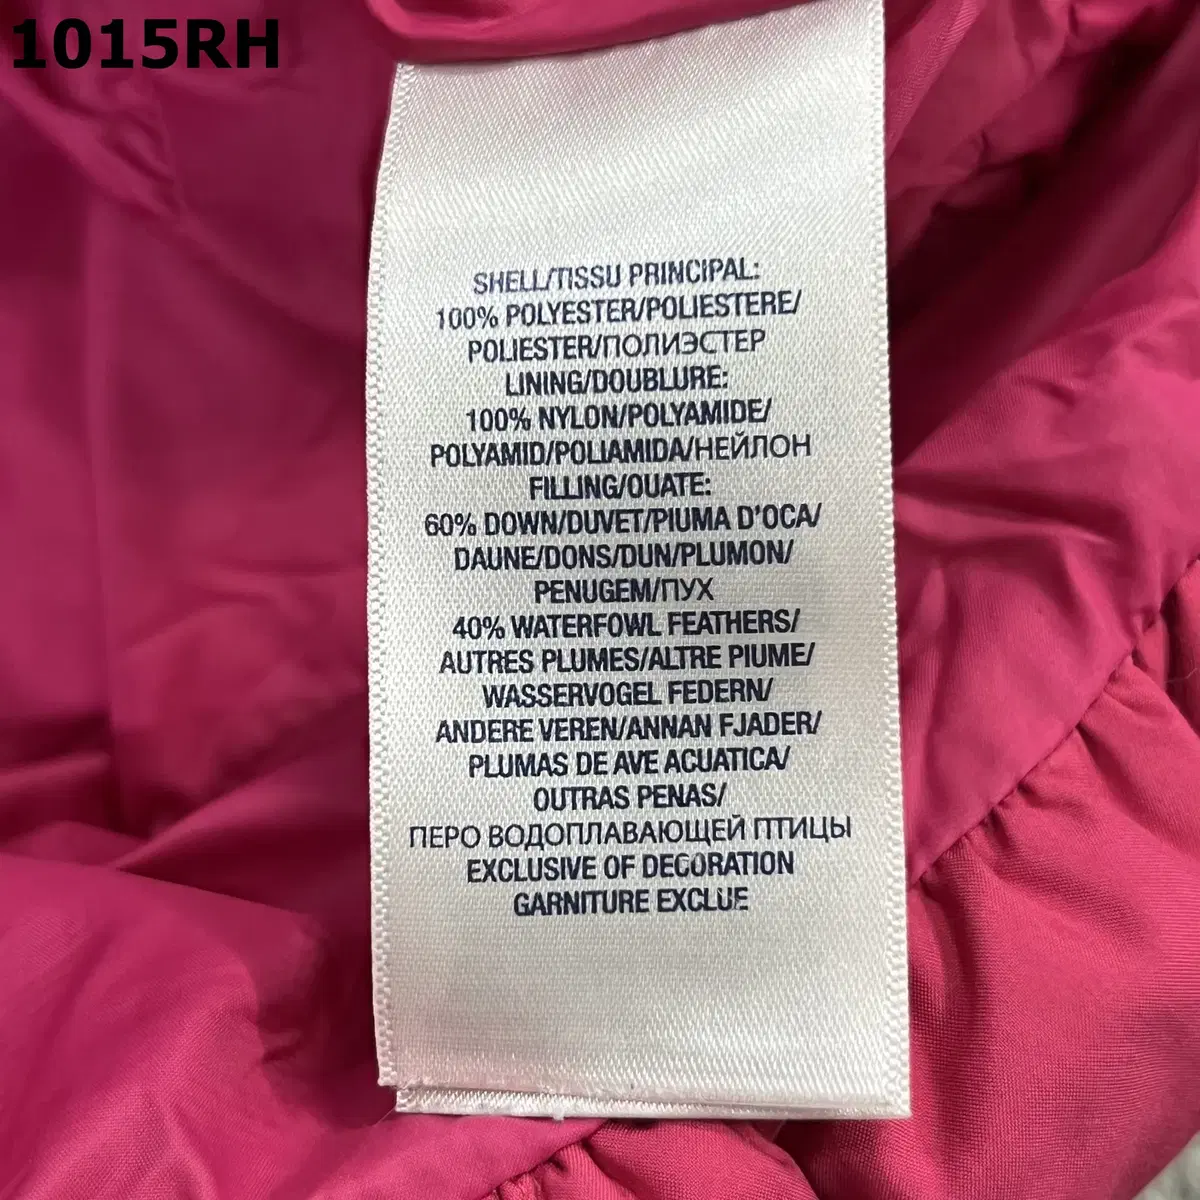 1015RH
SHELL/TISSU PRINCIPAL:
100% POLYESTER/POLIESTERE/
POLIESTER/ПОЛИЭСТЕР
LINING/DOUBLURE:
100% NYLON/POLYAMIDE/
POLYAMID/POLIAMIDA/НЕЙЛОН
FILLING/OUATE:
60% DOWN/DUVET/PIUMA D'OCA/
DAUNE/DONS/DUN/PLUMON/
PENUGEM/ПУХ
40% WATERFOWL FEATHERS/
AUTRES PLUMES/ALTRE PIUME/
WASSERVOGEL FEDERN/
ANDERE VEREN/ANNAN FJADER/
PLUMAS DE AVE ACUATICA/
OUTRAS PENAS/
ПЕРО ВОДОПЛАВАЮЩЕЙ ПТИЦЫ
EXCLUSIVE OF DECORATION
GARNITURE EXCLUE